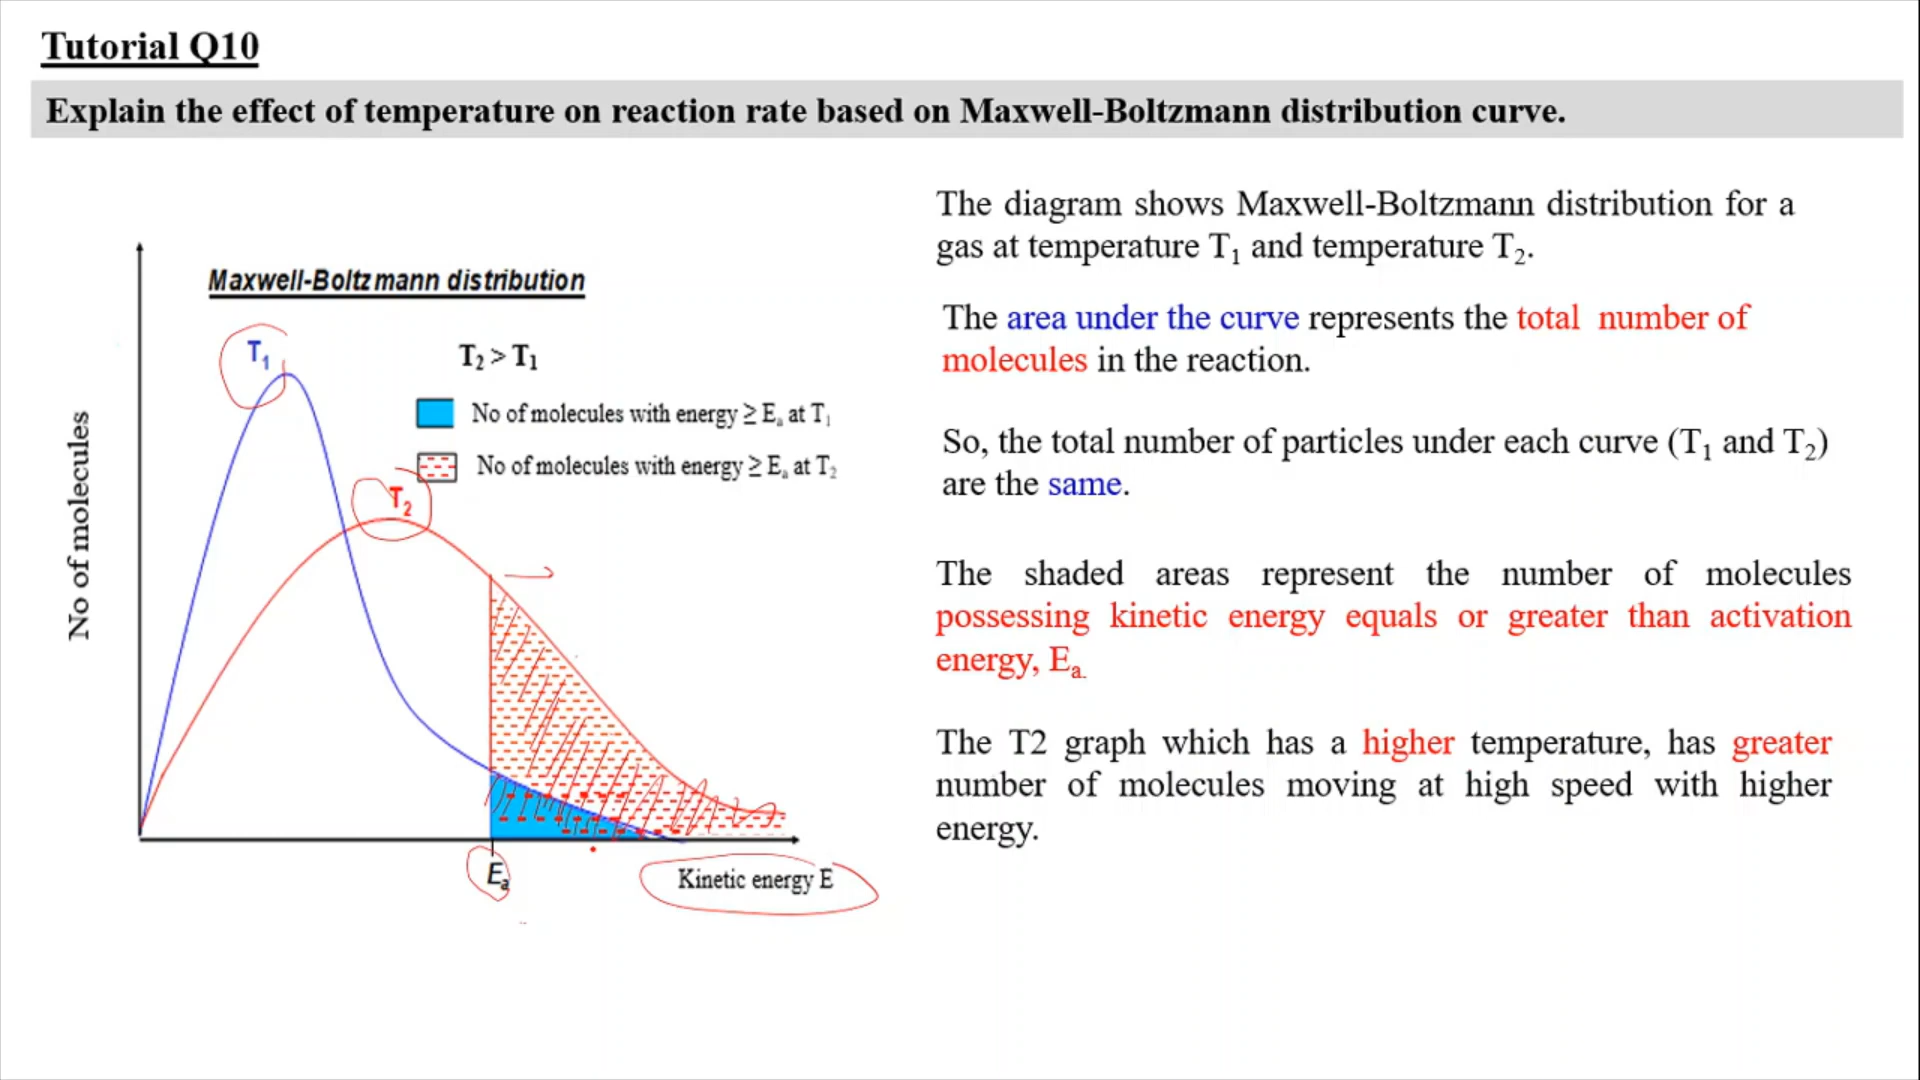 Tutorial Q10
Explain the effect of temperature on reaction rate based on Maxwell-Boltzmann distribution curve.
Maxwell-Boltzmann distribution
T₁
T₂ > T₁
No of molecules with energy ≥ Eₐ at T₁
No of molecules with energy ≥ Eₐ at T₂
T₂
No of molecules
Eₐ
Kinetic energy E
The diagram shows Maxwell-Boltzmann distribution for a
gas at temperature T₁ and temperature T₂.
The area under the curve represents the total number of
molecules in the reaction.
So, the total number of particles under each curve (T₁ and T₂)
are the same.
The shaded areas represent the number of molecules
possessing kinetic energy equals or greater than activation
energy, Eₐ.
The T2 graph which has a higher temperature, has greater
number of molecules moving at high speed with higher
energy.